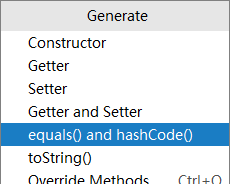 Generate
Constructor
Getter
Setter
Getter and Setter
equals() and hashCode()
toString()
Override Methods Ctrl+O